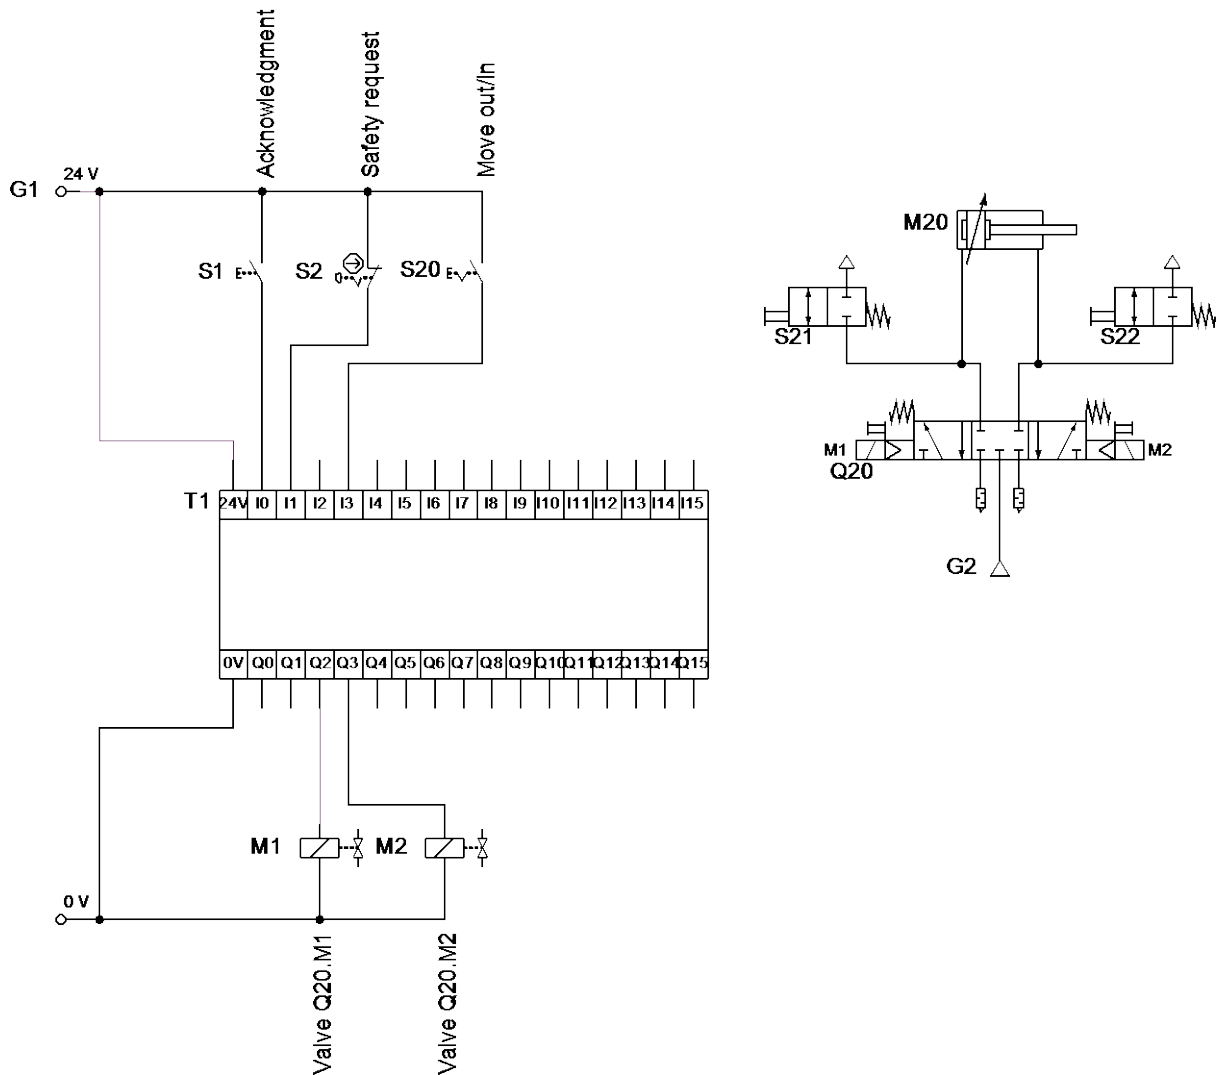 Acknowledgment
Safety request
Move out/In
G1
24 V
S1
S2
S20
M20
S21
S22
M1
M2
Q20
G2
T1
24V I0 I1 I2 I3 I4 I5 I6 I7 I8 I9 I10 I11 I12 I13 I14 I15
0V Q0 Q1 Q2 Q3 Q4 Q5 Q6 Q7 Q8 Q9 Q10 Q11 Q12 Q13 Q14 Q15
M1
M2
0 V
Valve Q20.M1
Valve Q20.M2